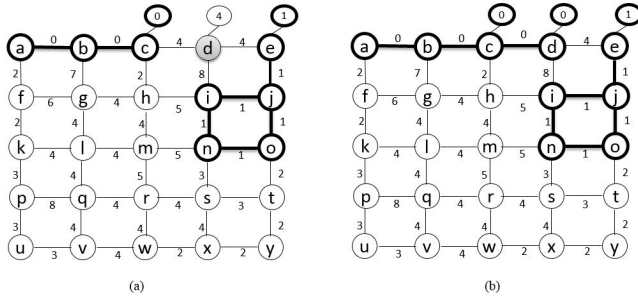 0 4 1
0 0 4 4
a b c d e
2 7 2 8 1
f g h i j
6 4 5 1
2 4 4 1 1
k l m n o
4 4 5 1
3 4 5 3 2
p q r s t
8 4 4 3
3 4 4 4 2
u v w x y
3 4 2 2
(a)
0 0 1
0 0 0 4
a b c d e
2 7 2 8 1
f g h i j
6 4 5 1
2 4 4 1 1
k l m n o
4 4 5 1
3 4 5 3 2
p q r s t
8 4 4 3
3 4 4 4 2
u v w x y
3 4 2 2
(b)